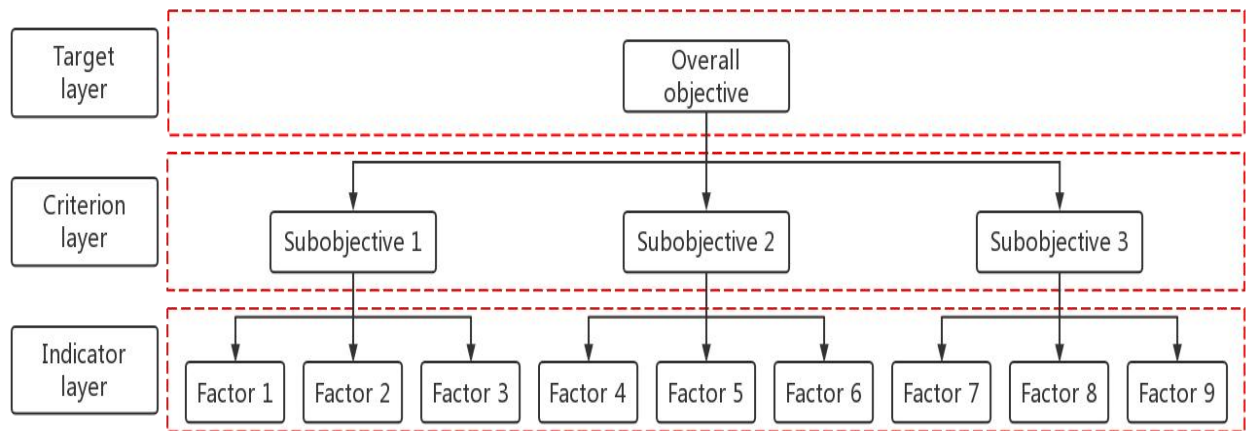 Target
layer
Overall
objective
Criterion
layer
Subobjective 1
Subobjective 2
Subobjective 3
Indicator
layer
Factor 1
Factor 2
Factor 3
Factor 4
Factor 5
Factor 6
Factor 7
Factor 8
Factor 9